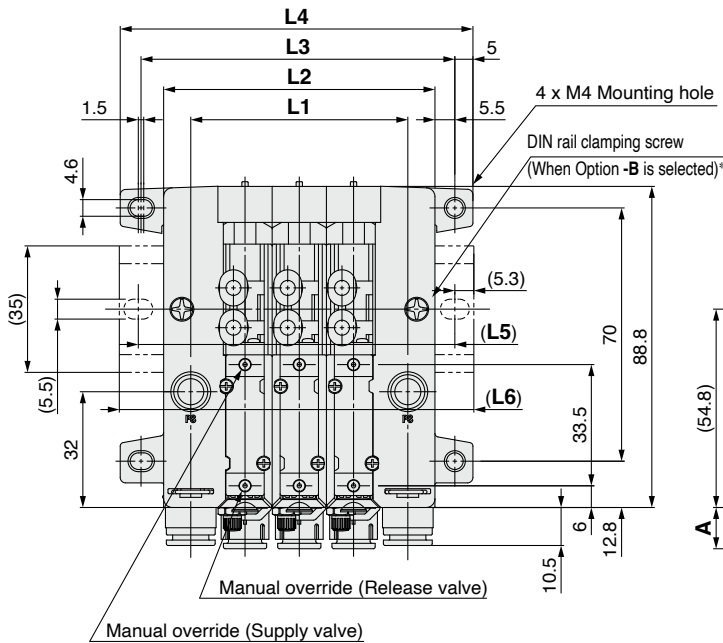 L4
L3
5
L2
1.5
L1
5.5
4 x M4 Mounting hole
DIN rail clamping screw
(When Option -B is selected)*
4.6
(35)
(5.5)
32
(5.3)
(L5)
(L6)
70
88.8
33.5
(54.8)
PS
PS
6
12.8
10.5
A
Manual override (Release valve)
Manual override (Supply valve)